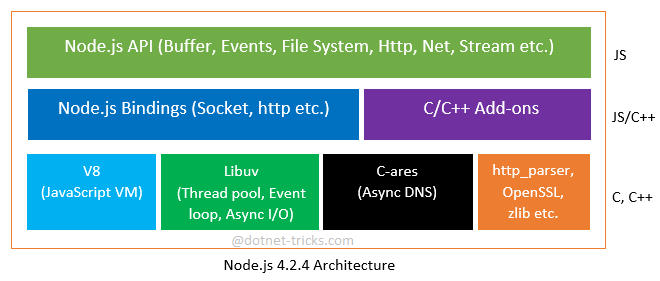 Node.js API (Buffer, Events, File System, Http, Net, Stream etc.)
JS
Node.js Bindings (Socket, http etc.)
C/C++ Add-ons
JS/C++
V8
(JavaScript VM)
Libuv
(Thread pool, Event
loop, Async I/O)
C-ares
(Async DNS)
http_parser,
OpenSSL,
zlib etc.
C, C++
@dotnet-tricks.com
Node.js 4.2.4 Architecture